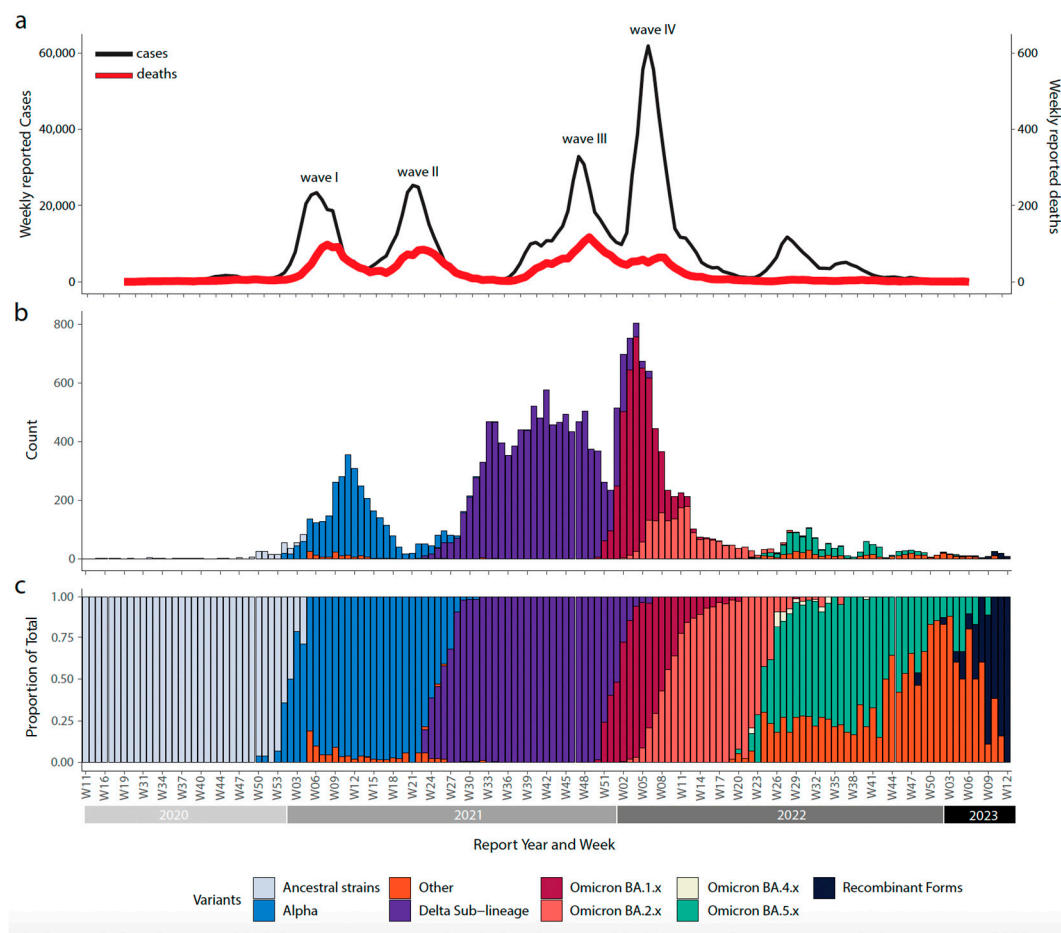 a
wave IV
60,000
cases
deaths
600
40,000
400
wave III
wave I
wave II
20,000
200
0
0
Weekly reported Cases
Weekly reported deaths
b
800
600
400
200
0
Count
c
1.00
0.75
0.50
0.25
0.00
Proportion of Total
W11 W16 W19 W31 W34 W37 W40 W44 W47 W50 W53 W03 W06 W09 W12 W15 W18 W21 W24 W27 W30 W33 W36 W39 W42 W45 W48 W51 W02 W05 W08 W11 W14 W17 W20 W23 W26 W29 W32 W35 W38 W41 W44 W47 W50 W03 W06 W09 W12
2020 2021 2022 2023
Report Year and Week
Variants
Ancestral strains Other Omicron BA.1.x Omicron BA.4.x Recombinant Forms
Alpha Delta Sub−lineage Omicron BA.2.x Omicron BA.5.x